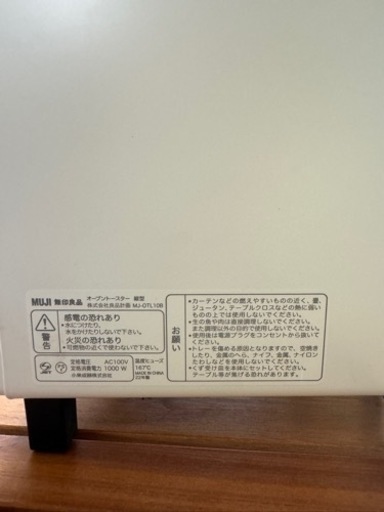 MUJI 無印良品
オーブントースター 縦型
株式会社良品計画 MJ-OTL10B
警告
感電の恐れあり
・水につけたり、
水をかけたりしないで下さい。
火災の恐れあり
・可燃物の近くで使わないで下さい。
定格電圧 AC100V
定格消費電力 1000 W
小泉成器株式会社
温度ヒューズ
167℃
MADE IN CHINA
お願い
・カーテンなどの燃えやすいものの近く、畳、
ジュータン、テーブルクロスなどの熱に弱い
ものの上では使用しないでください。
・生の魚や肉は直接調理しないでください。
また調理以外の目的で使用しないでください。
・使用後は電源プラグをコンセントから抜いて
ください。
・トレーを傷める原因となりますので、空焼き
したり、金属のへら、ナイフ、金属、ナイロン
たわしなどを使用しないでください。
・くず受け皿を本体にセットしてください。
テーブル等が焦げる恐れがあります。